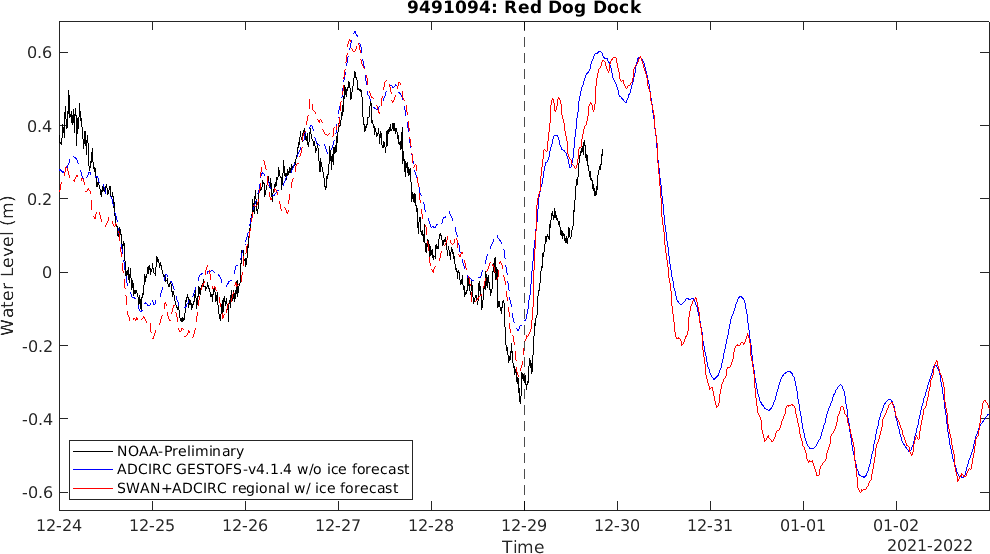 9491094: Red Dog Dock
0.6
0.4
0.2
0
-0.2
-0.4
-0.6
Water Level (m)
NOAA-Preliminary
ADCIRC GESTOFS-v4.1.4 w/o ice forecast
SWAN+ADCIRC regional w/ ice forecast
12-24 12-25 12-26 12-27 12-28 12-29 12-30 12-31 01-01 01-02
Time
2021-2022